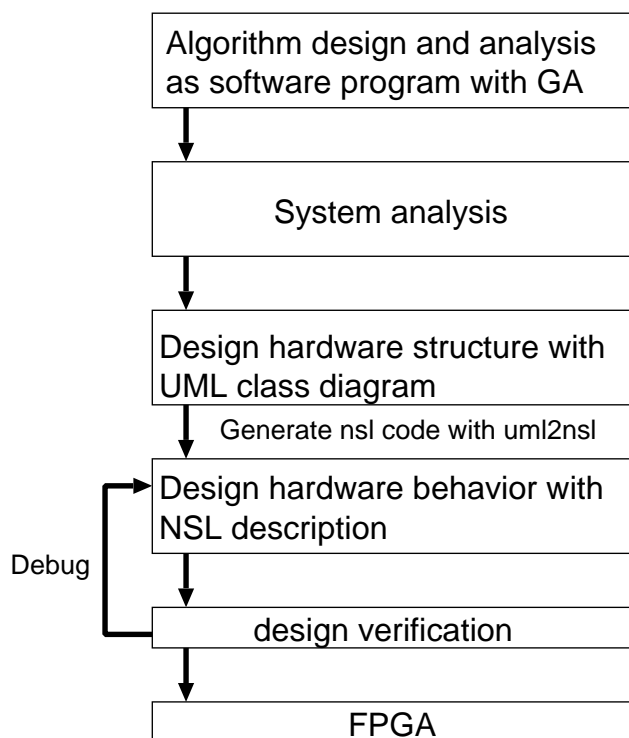 Algorithm design and analysis
as software program with GA
System analysis
Design hardware structure with
UML class diagram
Generate nsl code with uml2nsl
Design hardware behavior with
NSL description
Debug
design verification
FPGA